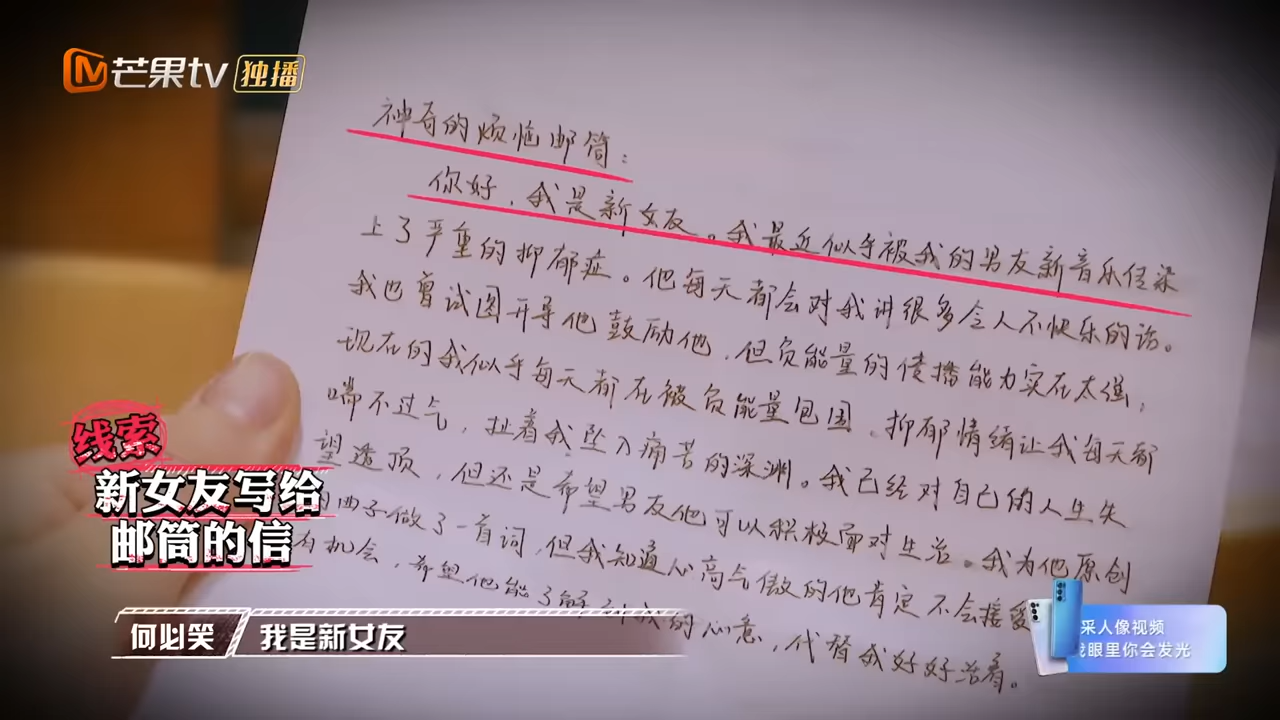 芒果tv 独播
神奇的烦恼邮筒：
你好，我是新女友。我最近似乎被我的男友新音乐传染
上了严重的抑郁症。他每天都会对我讲很多令人不快乐的话。
我也曾试图开导他鼓励他，但负能量的传播能力实在太强，
现在的我似乎每天都在被负能量包围。抑郁情绪让我每天都
喘不过气，扯着我坠入痛苦的深渊。我已经对自己的人生失
望透顶，但还是希望男友他可以积极面对生活。我为他原创
曲子做了一首词，但我知道心高气傲的他肯定不会接受
机会，希望他能了解到我的心意，代替我好好活着。
线索
新女友写给
邮筒的信
何必笑 我是新女友
采人像视频
眼里你会发光